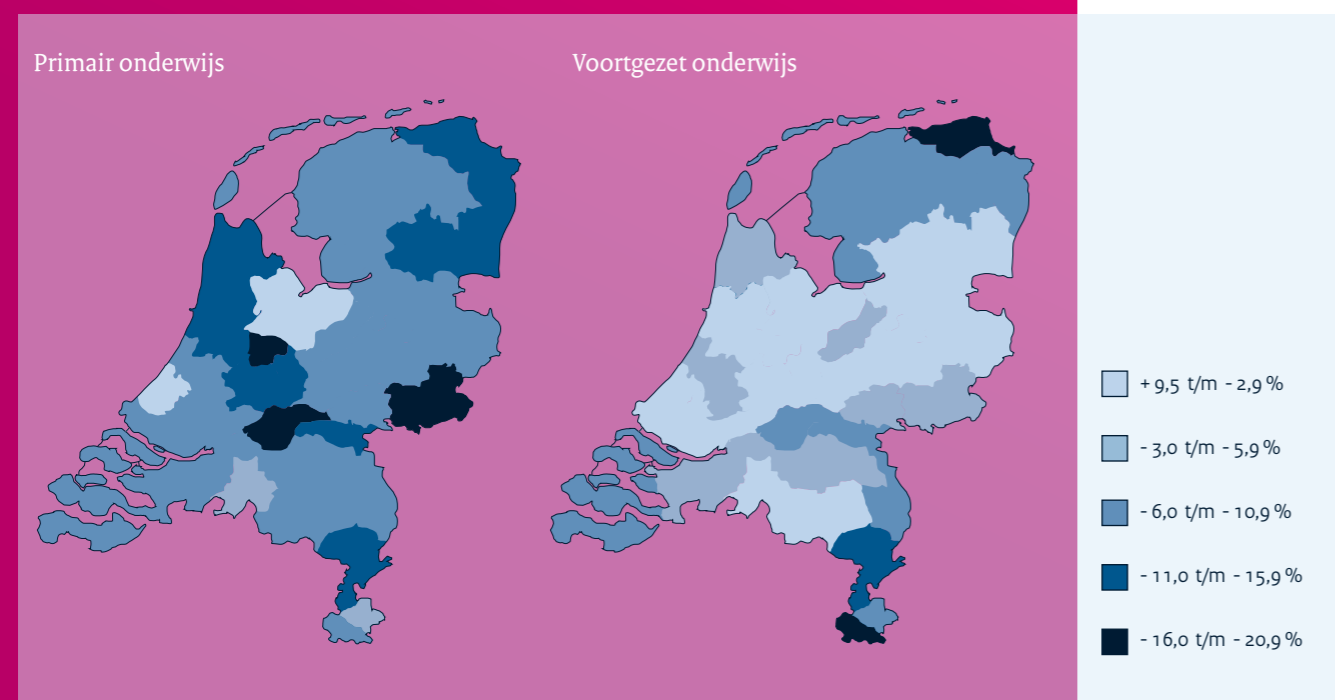 Primair onderwijs
Voortgezet onderwijs
+ 9,5 t/m - 2,9 %
- 3,0 t/m - 5,9 %
- 6,0 t/m - 10,9 %
- 11,0 t/m - 15,9 %
- 16,0 t/m - 20,9 %